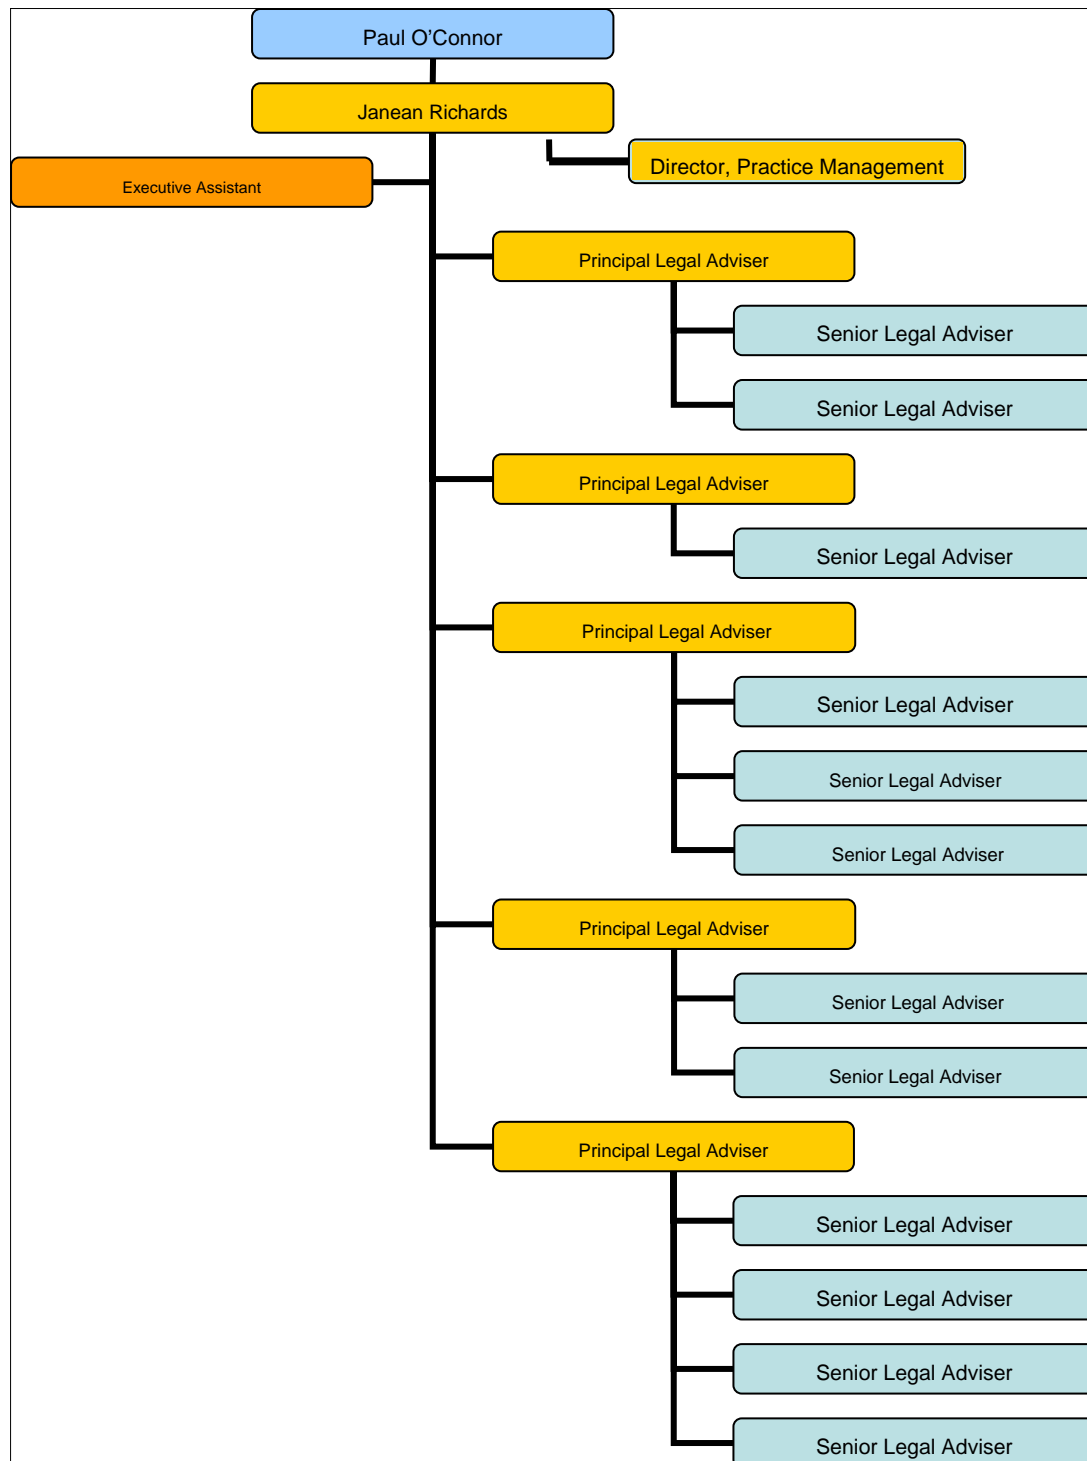 Paul O’Connor
Janean Richards
Director, Practice Management
Executive Assistant
Principal Legal Adviser
Senior Legal Adviser
Senior Legal Adviser
Principal Legal Adviser
Senior Legal Adviser
Principal Legal Adviser
Senior Legal Adviser
Senior Legal Adviser
Senior Legal Adviser
Principal Legal Adviser
Senior Legal Adviser
Senior Legal Adviser
Principal Legal Adviser
Senior Legal Adviser
Senior Legal Adviser
Senior Legal Adviser
Senior Legal Adviser